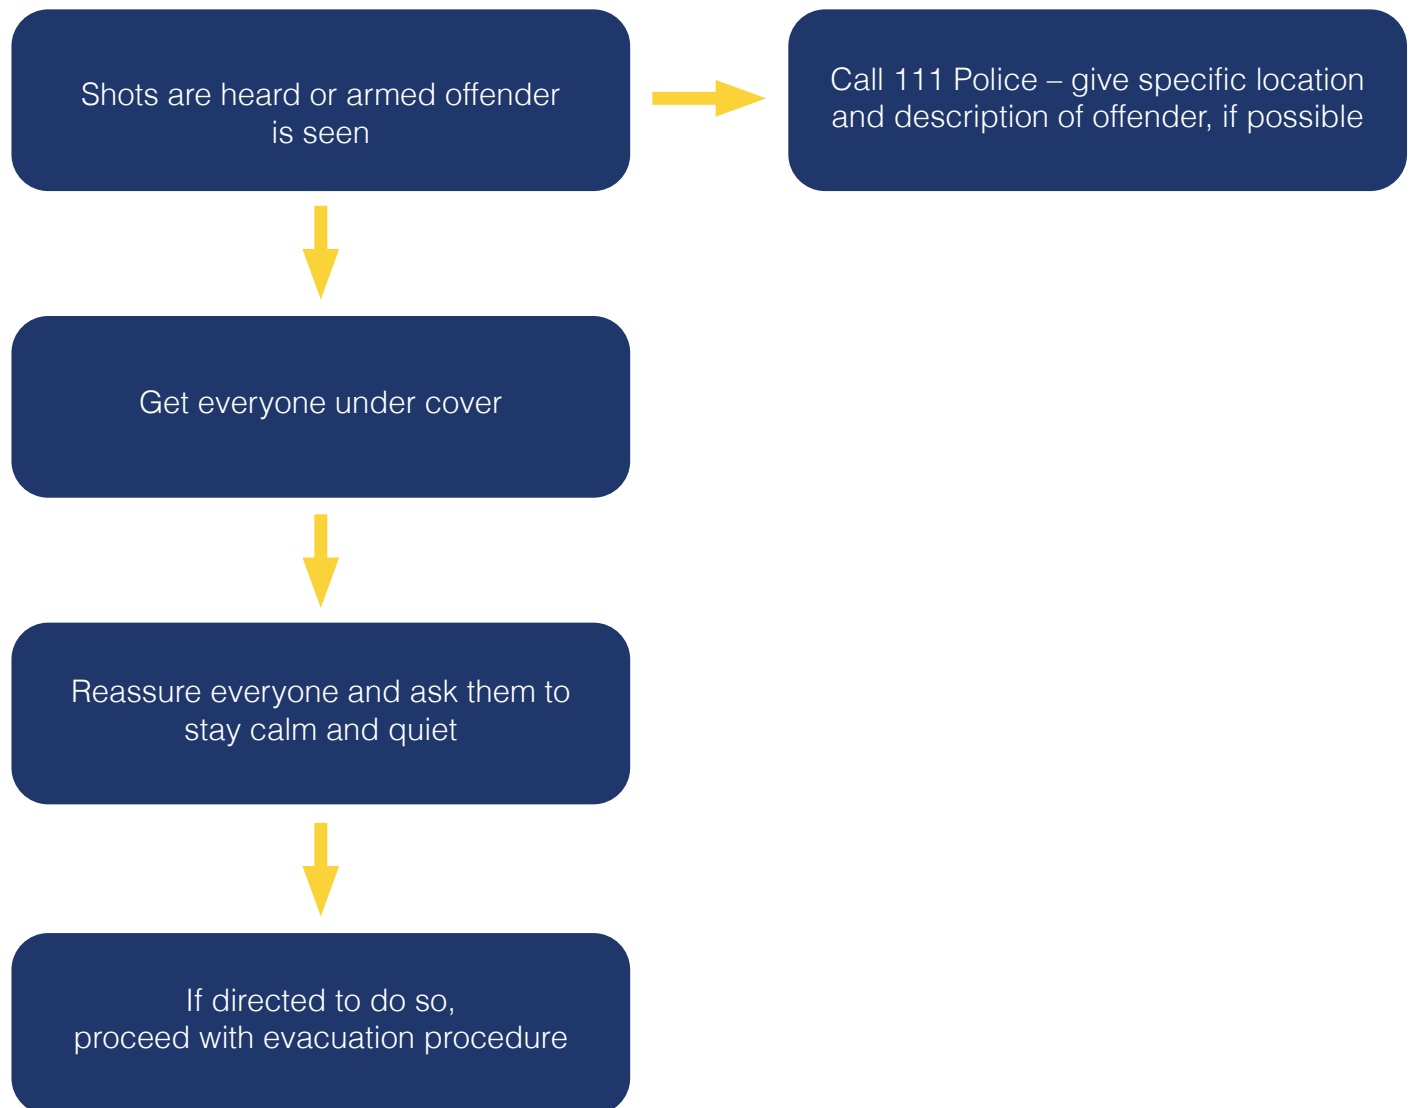 Shots are heard or armed offender
is seen
Call 111 Police – give specific location
and description of offender, if possible
Get everyone under cover
Reassure everyone and ask them to
stay calm and quiet
If directed to do so,
proceed with evacuation procedure